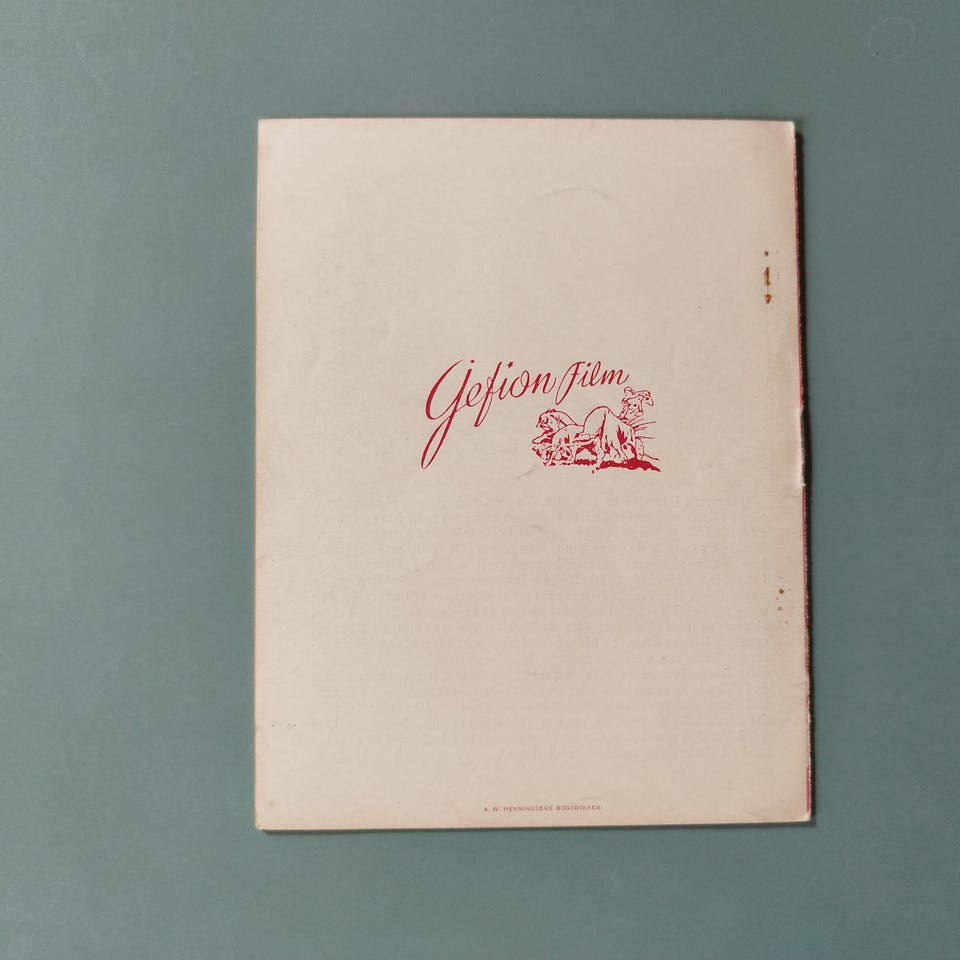 Gefion Film
A. W. HENNINGSENS BOGTRYKKERI